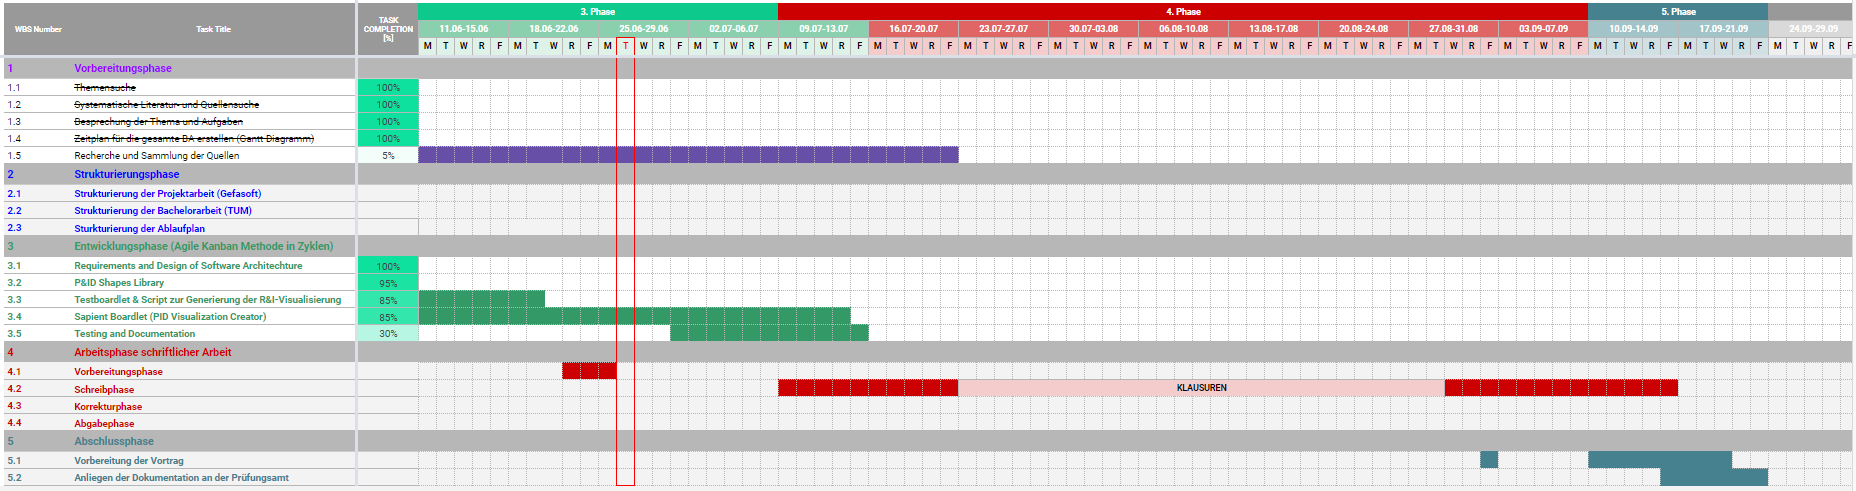 WBS Number Task Title TASK COMPLETION [%] 3. Phase 4. Phase 5. Phase
11.06-15.06 18.06-22.06 25.06-29.06 02.07-06.07 09.07-13.07 16.07-20.07 23.07-27.07 30.07-03.08 06.08-10.08 13.08-17.08 20.08-24.08 27.08-31.08 03.09-07.09 10.09-14.09 17.09-21.09 24.09-29.09
M T W R F M T W R F M T W R F M T W R F M T W R F M T W R F M T W R F M T W R F M T W R F M T W R F M T W R F M T W R F M T W R F M T W R F M T W R F M T W R F
1 Vorbereitungsphase
1.1 Themensuche 100%
1.2 Systematische Literatur- und Quellensuche 100%
1.3 Besprechung der Thema und Aufgaben 100%
1.4 Zeitplan für die gesamte BA erstellen (Gantt Diagramm) 100%
1.5 Recherche und Sammlung der Quellen 5%
2 Strukturierungsphase
2.1 Strukturierung der Projektarbeit (Gefasoft)
2.2 Strukturierung der Bachelorarbeit (TUM)
2.3 Sturkturierung der Ablaufplan
3 Entwicklungsphase (Agile Kanban Methode in Zyklen)
3.1 Requirements and Design of Software Architechture 100%
3.2 P&ID Shapes Library 95%
3.3 Testboardlet & Script zur Generierung der R&I-Visualisierung 85%
3.4 Sapient Boardlet (PID Visualization Creator) 85%
3.5 Testing and Documentation 30%
4 Arbeitsphase schriftlicher Arbeit
4.1 Vorbereitungsphase
4.2 Schreibphase KLAUSUREN
4.3 Korrekturphase
4.4 Abgabephase
5 Abschlussphase
5.1 Vorbereitung der Vortrag
5.2 Anliegen der Dokumentation an der Prüfungsamt